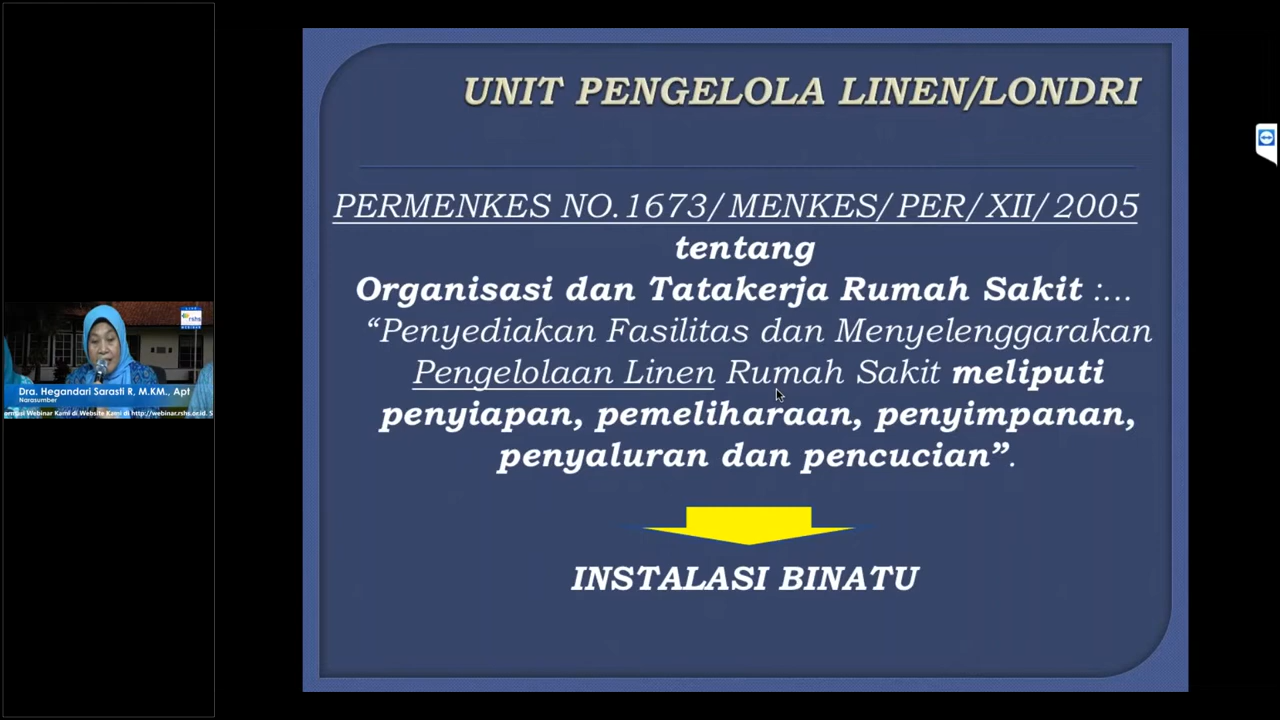 UNIT PENGELOLA LINEN/LONDRI
PERMENKES NO.1673/MENKES/PER/XII/2005
tentang
Organisasi dan Tatakerja Rumah Sakit :...
“Penyediakan Fasilitas dan Menyelenggarakan
Pengelolaan Linen Rumah Sakit meliputi
penyiapan, pemeliharaan, penyimpanan,
penyaluran dan pencucian”.
INSTALASI BINATU
rshs
Dra. Hegandari Sarasti R, M.KM., Apt
Narasumber
Webinar Kami di Website Kami di http://webinar.rshs.or.id. S